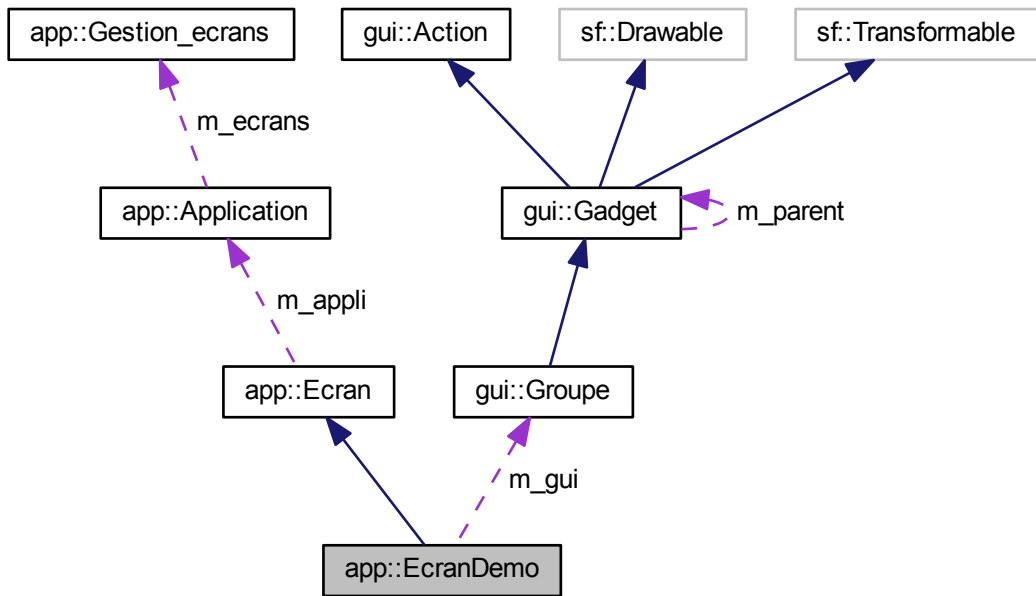 app::Gestion_ecrans
gui::Action
sf::Drawable
sf::Transformable
m_ecrans
app::Application
gui::Gadget
m_parent
m_appli
app::Ecran
gui::Groupe
m_gui
app::EcranDemo